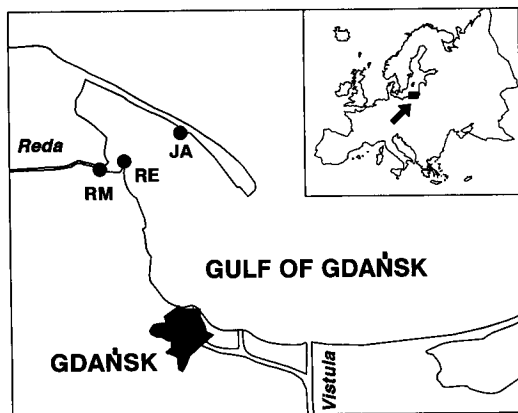 Reda
JA
RE
RM
GULF OF GDAŃSK
GDAŃSK
Vistula